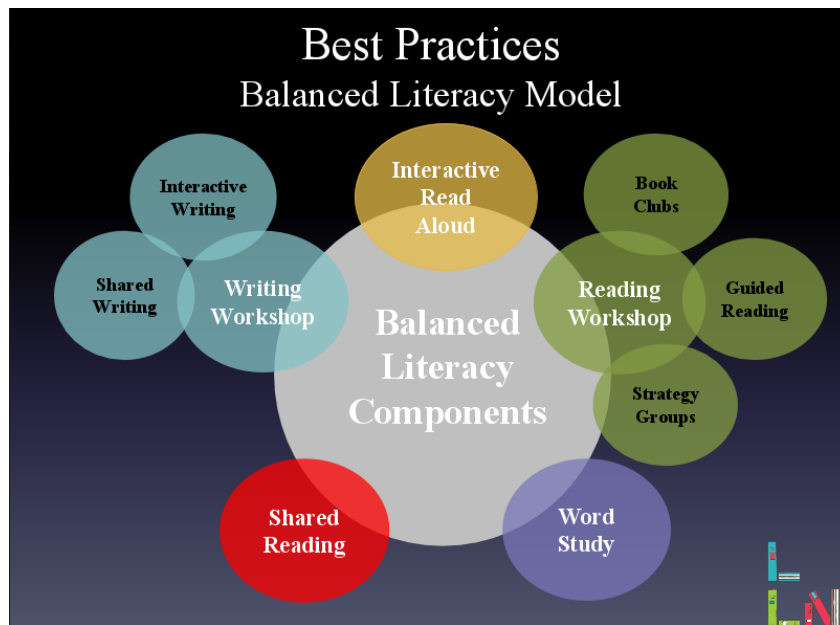 Best Practices
Balanced Literacy Model
Interactive
Writing
Shared
Writing
Writing
Workshop
Interactive
Read
Aloud
Book
Clubs
Reading
Workshop
Guided
Reading
Strategy
Groups
Balanced
Literacy
Components
Shared
Reading
Word
Study
L
LN